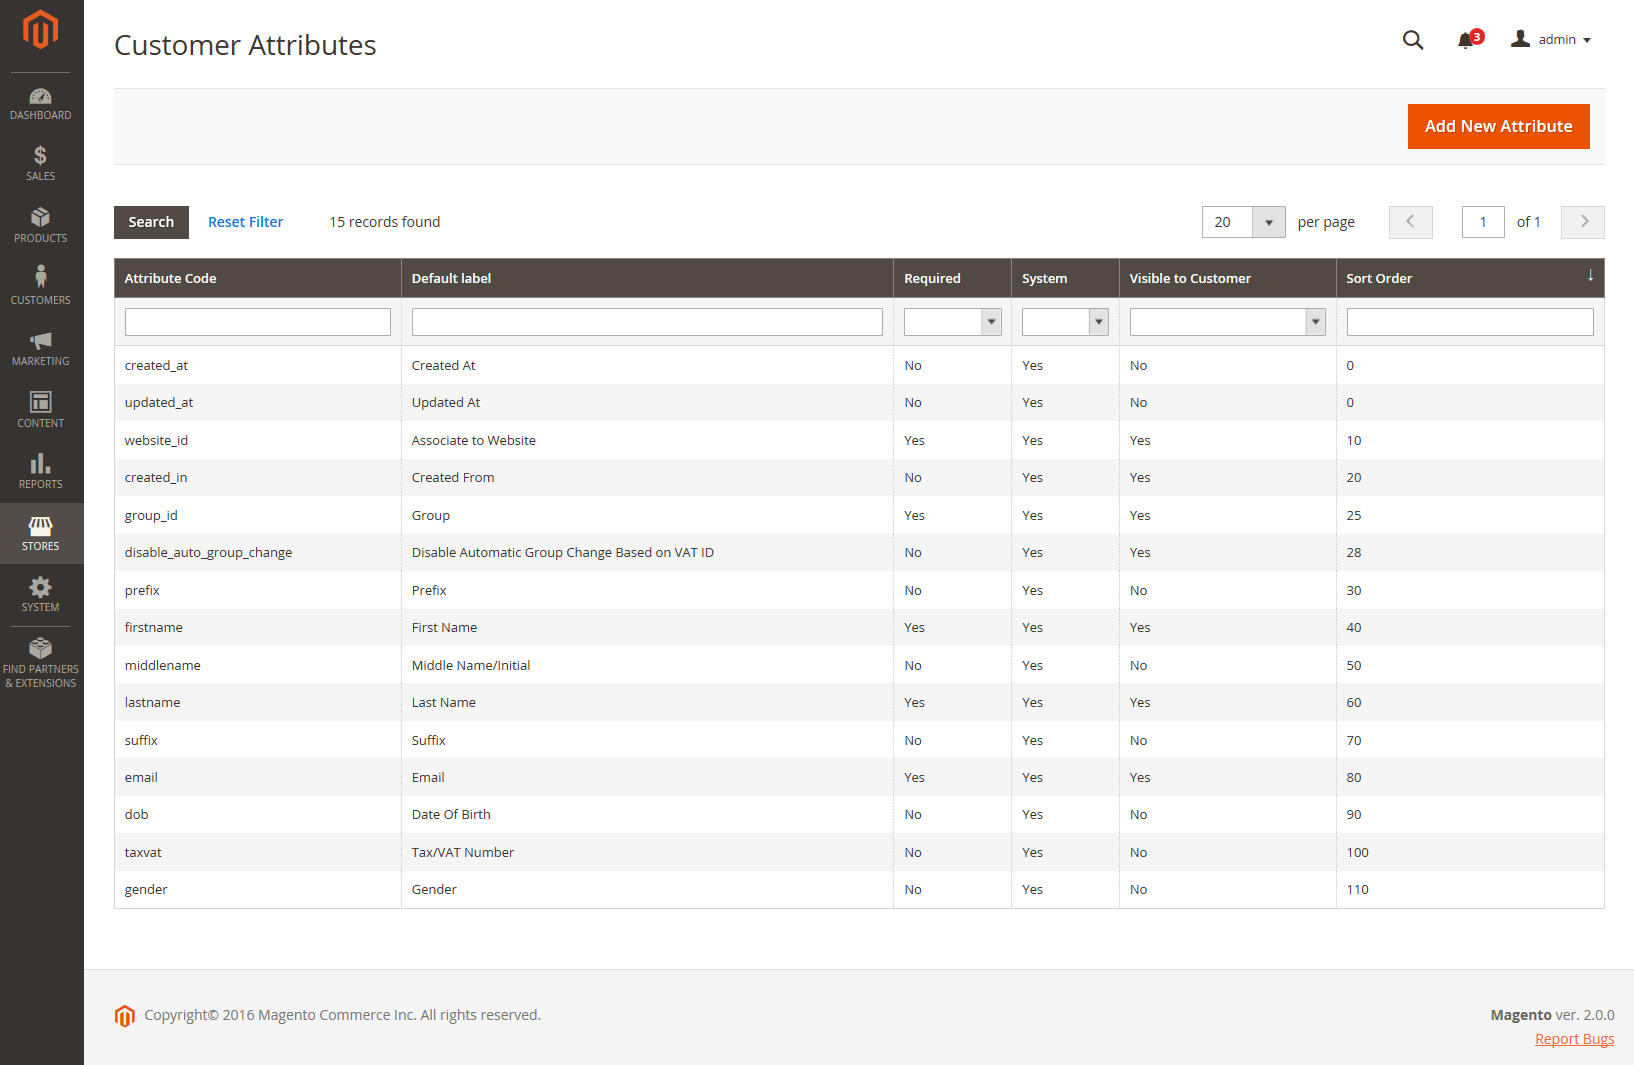 Customer Attributes
3
admin
DASHBOARD
SALES
PRODUCTS
CUSTOMERS
MARKETING
CONTENT
REPORTS
STORES
SYSTEM
FIND PARTNERS
& EXTENSIONS
Add New Attribute
Search Reset Filter 15 records found 20 per page 1 of 1
Attribute Code Default label Required System Visible to Customer Sort Order ↓
created_at Created At No Yes No 0
updated_at Updated At No Yes No 0
website_id Associate to Website Yes Yes Yes 10
created_in Created From No Yes Yes 20
group_id Group Yes Yes Yes 25
disable_auto_group_change Disable Automatic Group Change Based on VAT ID No Yes Yes 28
prefix Prefix No Yes No 30
firstname First Name Yes Yes Yes 40
middlename Middle Name/Initial No Yes No 50
lastname Last Name Yes Yes Yes 60
suffix Suffix No Yes No 70
email Email Yes Yes Yes 80
dob Date Of Birth No Yes No 90
taxvat Tax/VAT Number No Yes No 100
gender Gender No Yes No 110
Copyright© 2016 Magento Commerce Inc. All rights reserved.
Magento ver. 2.0.0
Report Bugs